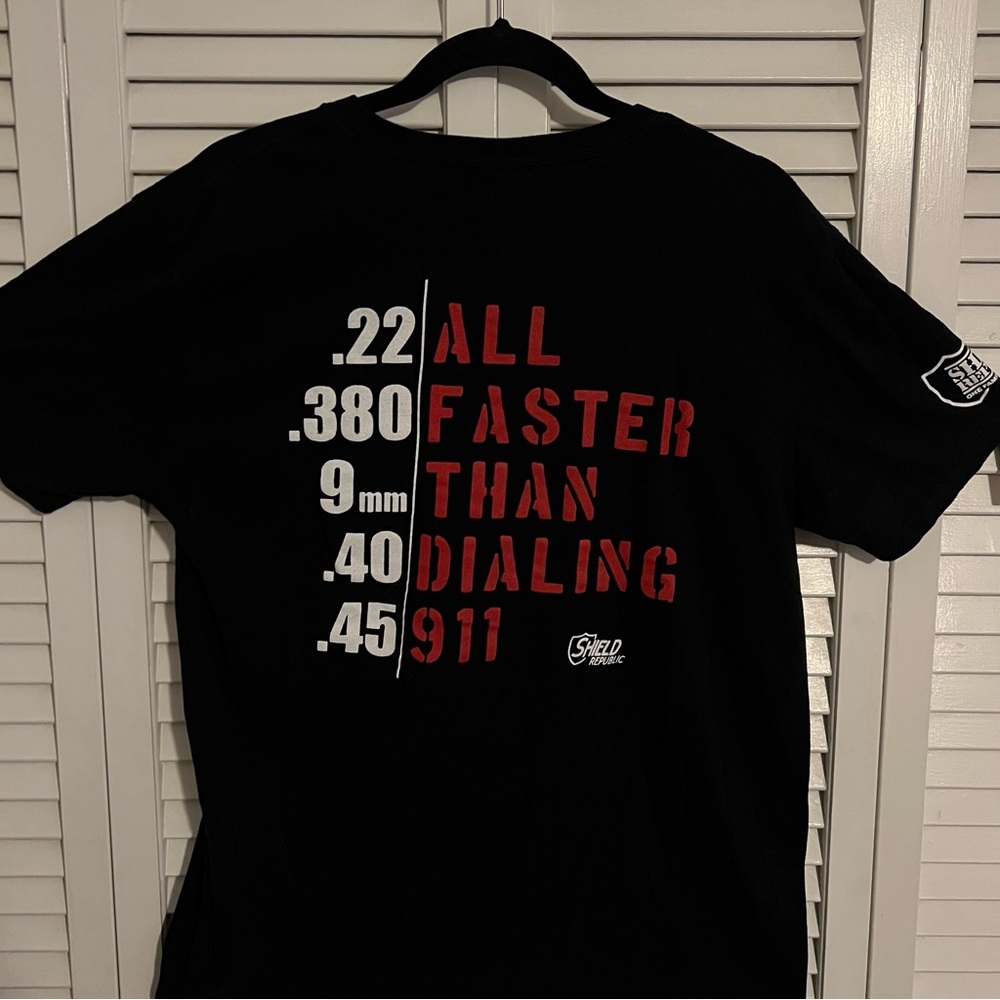 .22 ALL
.380 FASTER
9mm THAN
.40 DIALING
.45 911
SHIELD
REPUBLIC